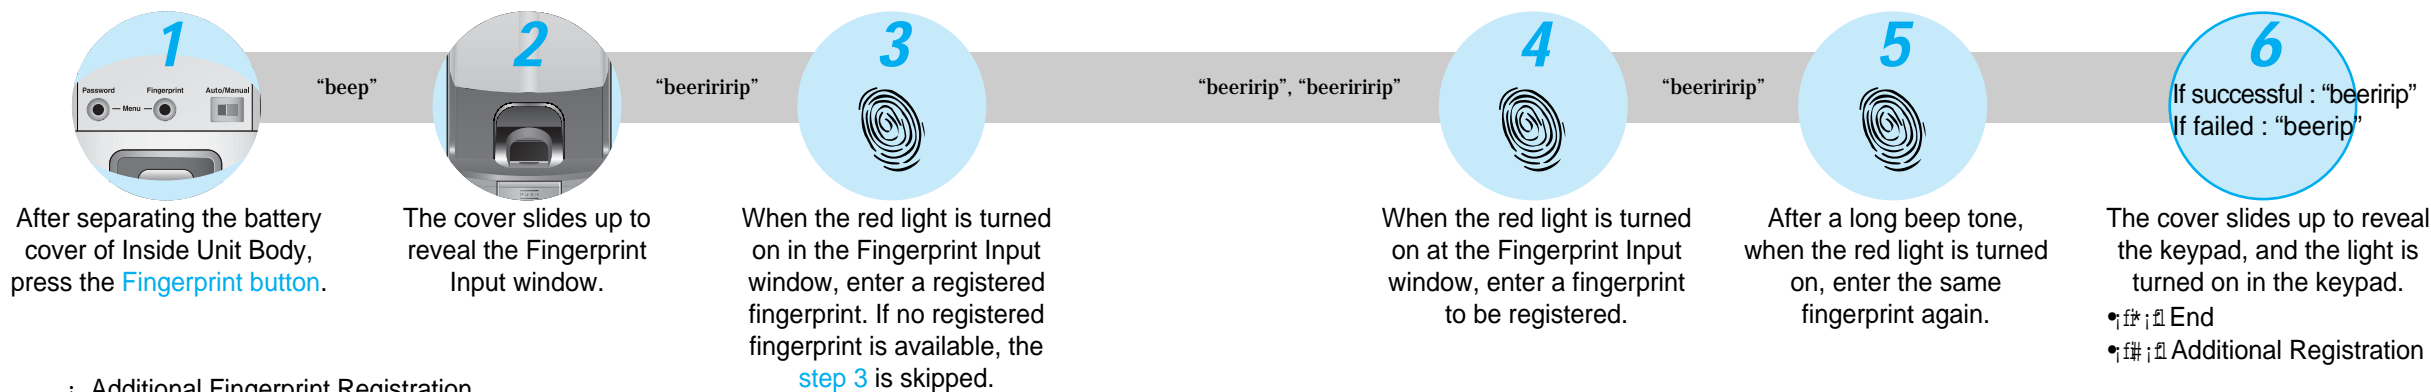 1
Password Fingerprint Auto/Manual
Menu
After separating the battery
cover of Inside Unit Body,
press the Fingerprint button.
“beep”
2
The cover slides up to
reveal the Fingerprint
Input window.
“beeriririp”
3
When the red light is turned
on in the Fingerprint Input
window, enter a registered
fingerprint. If no registered
fingerprint is available, the
step 3 is skipped.
“beeririp”, “beeriririp”
4
When the red light is turned
on at the Fingerprint Input
window, enter a fingerprint
to be registered.
“beeriririp”
5
After a long beep tone,
when the red light is turned
on, enter the same
fingerprint again.
6
If successful : “beeririp”
If failed : “beerip”
The cover slides up to reveal
the keypad, and the light is
turned on in the keypad.
•¡ƒ*¡ƒ End
•¡ƒ#¡ƒ Additional Registration
Additional Fingerprint Registration